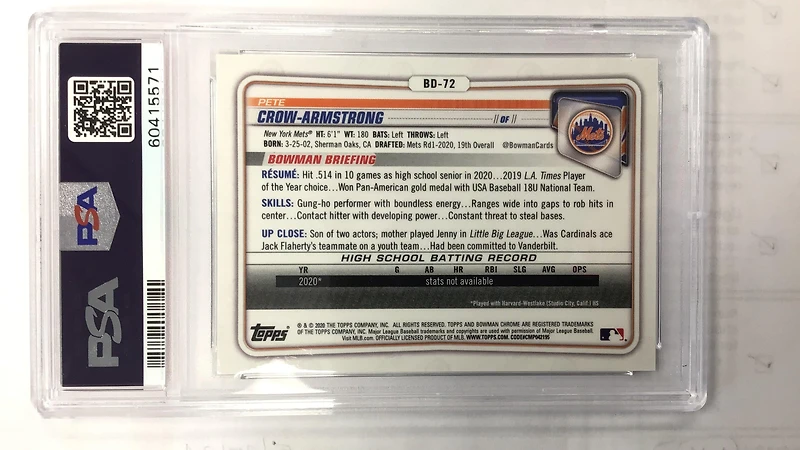 60415571
PSA
PSA
BD-72
PETE
CROW-ARMSTRONG
// OF //
New York Mets® HT: 6'1" WT: 180 BATS: Left THROWS: Left
BORN: 3-25-02, Sherman Oaks, CA DRAFTED: Mets Rd1-2020, 19th Overall @BowmanCards
Mets
BOWMAN BRIEFING
RÉSUMÉ: Hit .514 in 10 games as high school senior in 2020...2019 L.A. Times Player
of the Year choice...Won Pan-American gold medal with USA Baseball 18U National Team.
SKILLS: Gung-ho performer with boundless energy...Ranges wide into gaps to rob hits in
center...Contact hitter with developing power...Constant threat to steal bases.
UP CLOSE: Son of two actors; mother played Jenny in Little Big League...Was Cardinals ace
Jack Flaherty's teammate on a youth team...Had been committed to Vanderbilt.
HIGH SCHOOL BATTING RECORD
YR G AB HR RBI SLG AVG OPS
2020* stats not available
*Played with Harvard-Westlake (Studio City, Calif.) HS
Topps
® & © 2020 THE TOPPS COMPANY, INC. ALL RIGHTS RESERVED. TOPPS AND BOWMAN CHROME ARE REGISTERED TRADEMARKS
OF THE TOPPS COMPANY, INC. Major League Baseball trademarks and copyrights are used with permission of Major League Baseball.
Visit MLB.com. OFFICIALLY LICENSED PRODUCT OF MLB. WWW.TOPPS.COM. CODE#CMP042195